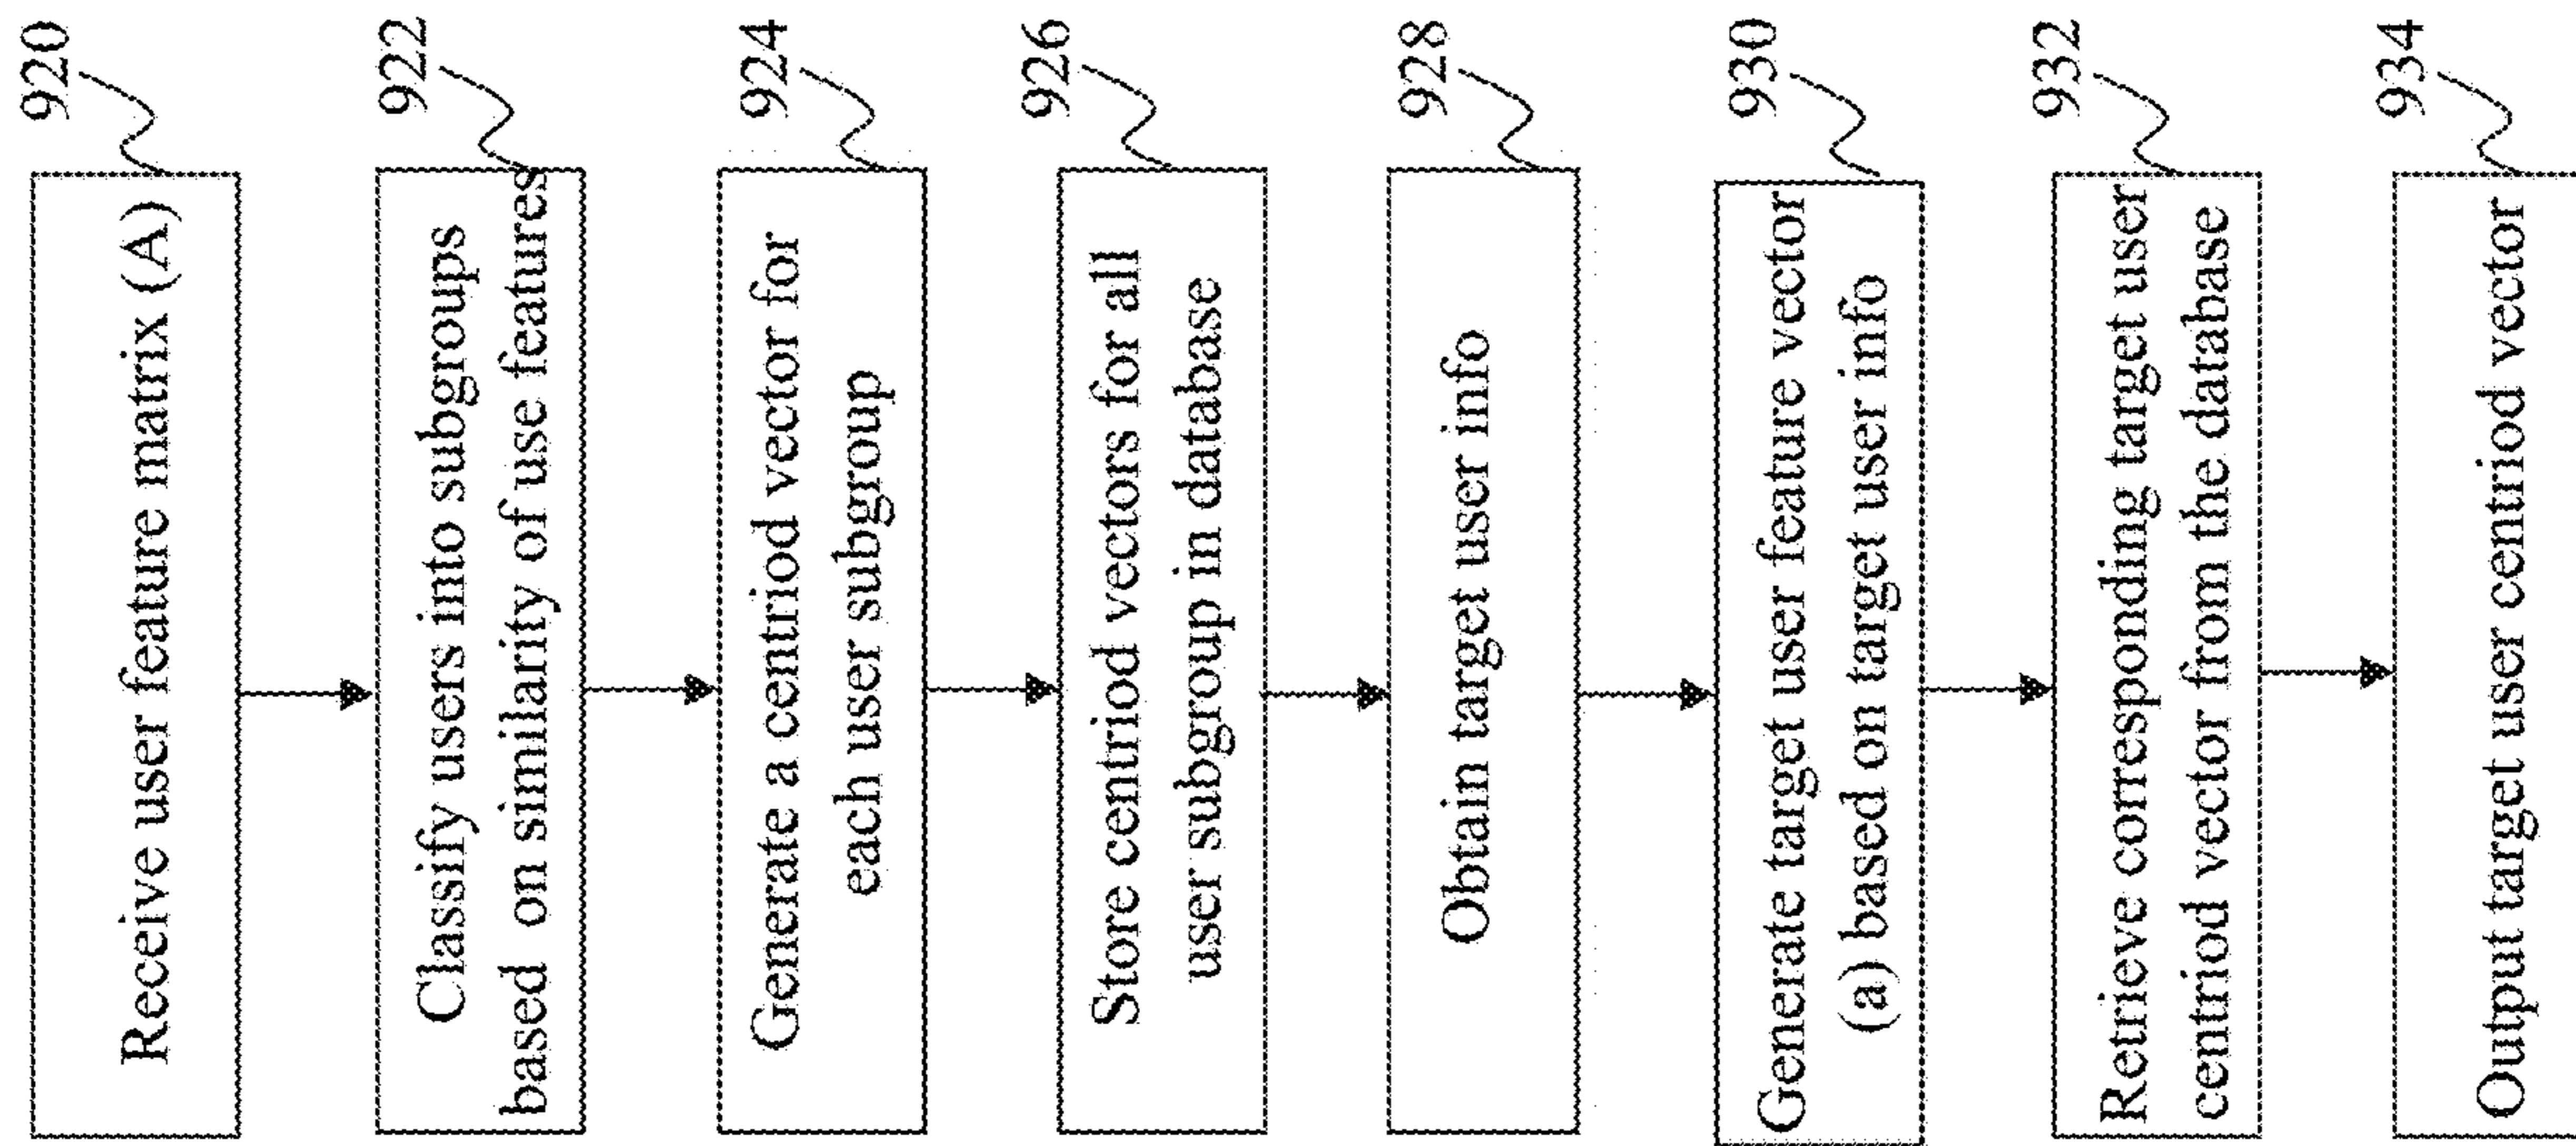 920
Receive user feature matrix (A)
922
Classify users into subgroups
based on similarity of use features
924
Generate a centriod vector for
each user subgroup
926
Store centriod vectors for all
user subgroup in database
928
Obtain target user info
930
Generate target user feature vector
(a) based on target user info
932
Retrieve corresponding target user
centriod vector from the database
934
Output target user centriod vector